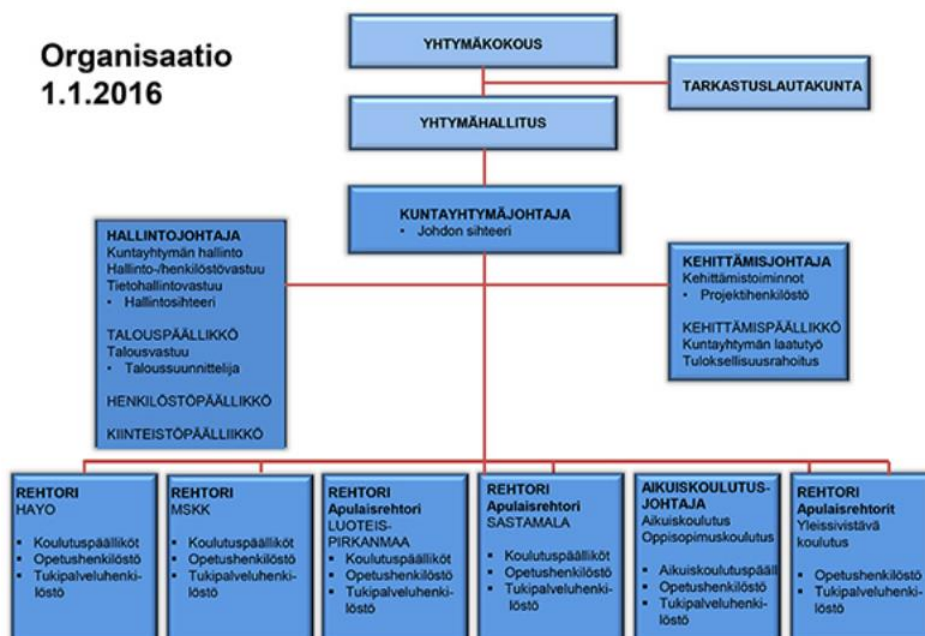 Organisaatio
1.1.2016
YHTYMÄKOKOUS
TARKASTUSLAUTAKUNTA
YHTYMÄHALLITUS
KUNTAYHTYMÄJOHTAJA
▪ Johdon sihteeri
HALLINTOJOHTAJA
Kuntayhtymän hallinto
Hallinto-/henkilöstövastuu
Tietohallintovastuu
▪ Hallintosihteeri
TALOUSPÄÄLLIKKÖ
Talousvastuu
▪ Taloussuunnittelija
HENKILÖSTÖPÄÄLLIKKÖ
KIINTEISTÖPÄÄLLIIKKÖ
KEHITTÄMISJOHTAJA
Kehittämistoiminnot
▪ Projektihenkilöstö
KEHITTÄMISPÄÄLLIKKÖ
Kuntayhtymän laatutyö
Tuloksellisuusrahoitus
REHTORI
HAYO
▪ Koulutuspäälliköt
▪ Opetushenkilöstö
▪ Tukipalveluhenki-
löstö
REHTORI
MSKK
▪ Koulutuspäälliköt
▪ Opetushenkilöstö
▪ Tukipalveluhenki-
löstö
REHTORI
Apulaisrehtori
LUOTEIS-
PIRKANMAA
▪ Koulutuspäälliköt
▪ Opetushenkilöstö
▪ Tukipalveluhenki-
löstö
REHTORI
Apulaisrehtori
SASTAMALA
▪ Koulutuspäälliköt
▪ Opetushenkilöstö
▪ Tukipalveluhenki-
löstö
AIKUISKOULUTUS-
JOHTAJA
Aikuiskoulutus
Oppisopimuskoulutus
▪ Aikuiskoulutuspääll
▪ Opetushenkilöstö
▪ Tukipalveluhenki-
löstö
REHTORI
Apulaisrehtorit
Yleissivistävä
koulutus
▪ Opetushenkilöstö
▪ Tukipalveluhenki-
löstö